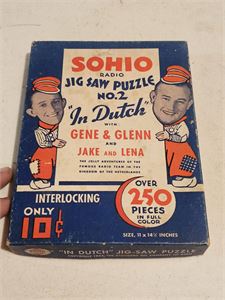 SOHIO
RADIO
JIG SAW PUZZLE
NO.2
"In Dutch"
WITH
GENE & GLENN
AND
JAKE AND LENA
THE JOLLY ADVENTURES OF THE
FAMOUS RADIO TEAM IN THE
KINGDOM OF THE NETHERLANDS
INTERLOCKING
ONLY
10¢
OVER
250
PIECES
IN FULL
COLOR
SIZE, 11 x 14½ INCHES
"IN DUTCH" JIG-SAW PUZZLE